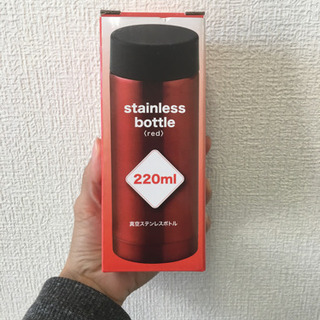 stainless
bottle
〈red〉
220ml
真空ステンレスボトル